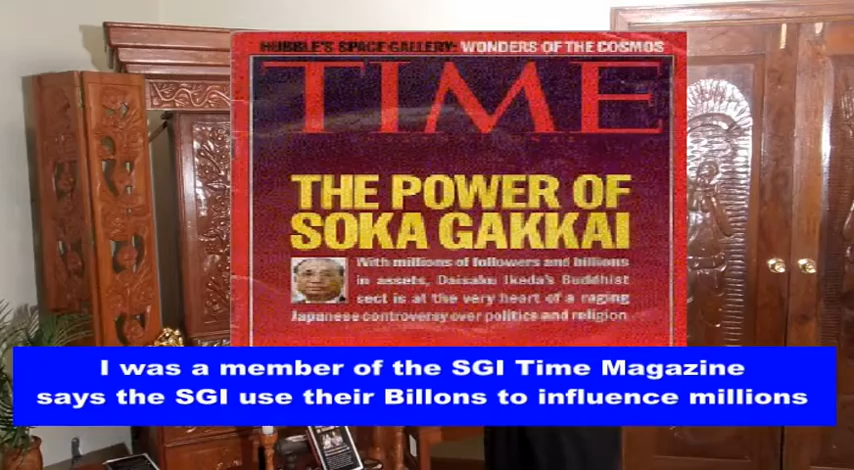 HUBBLE'S SPACE GALLERY: WONDERS OF THE COSMOS
TIME
THE POWER OF
SOKA GAKKAI
With millions of followers and billions
in assets, Daisaku Ikeda's Buddhist
sect is at the very heart of a raging
Japanese controversy over politics and religion
I was a member of the SGI Time Magazine
says the SGI use their Billons to influence millions